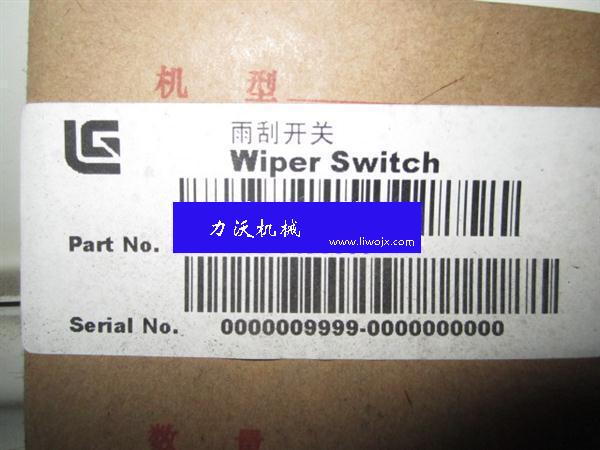 机 型
LG
雨刮开关
Wiper Switch
Part No.
力沃机械
www.liwojx.com
Serial No. 0000009999-0000000000
数 量